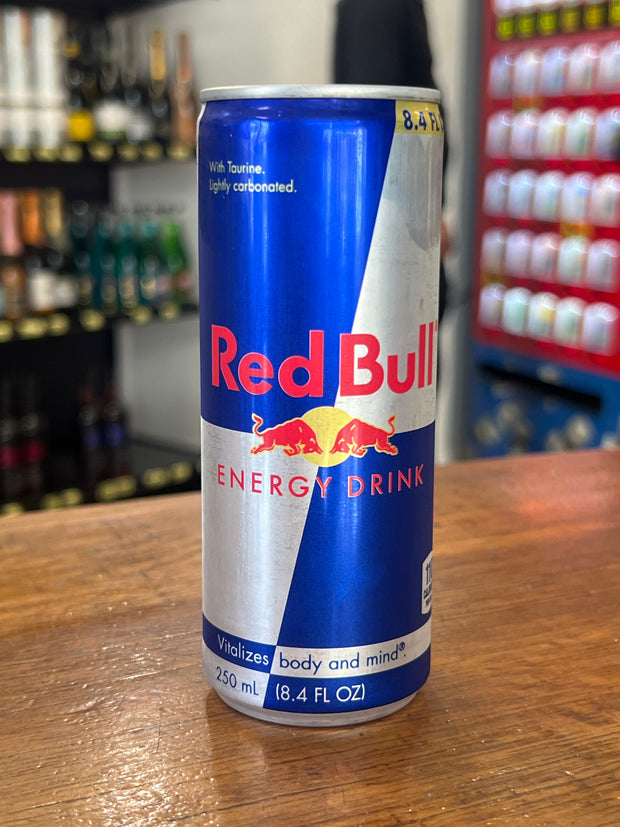 8.4 FL
With Taurine.
Lightly carbonated.
Red Bull
ENERGY DRINK
Vitalizes body and mind®.
250 mL (8.4 FL OZ)